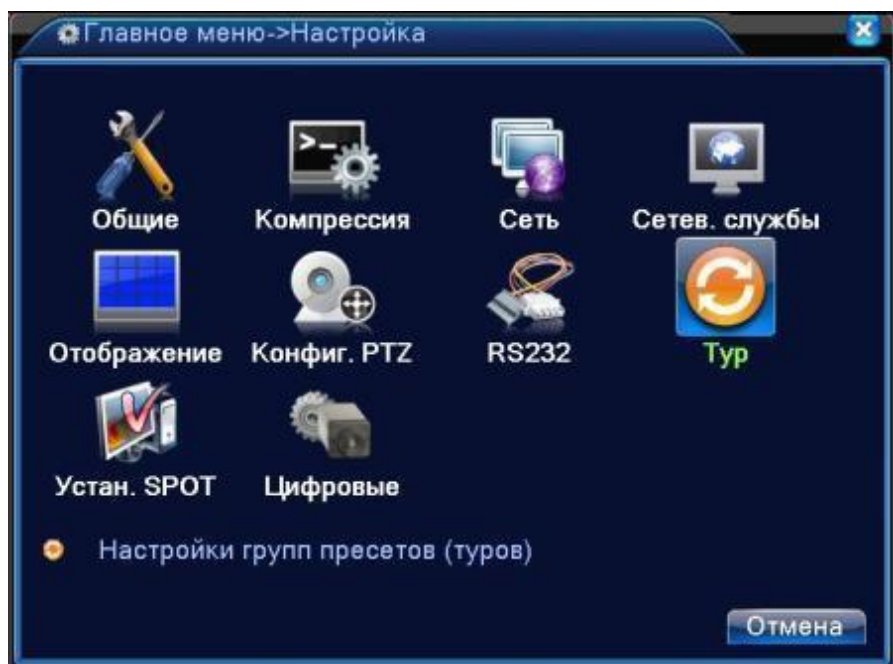 Главное меню->Настройка
Общие Компрессия Сеть Сетев. службы
>-
Отображение Конфиг. PTZ RS232 Тур
Устан. SPOT Цифровые
Настройки групп пресетов (туров)
Отмена